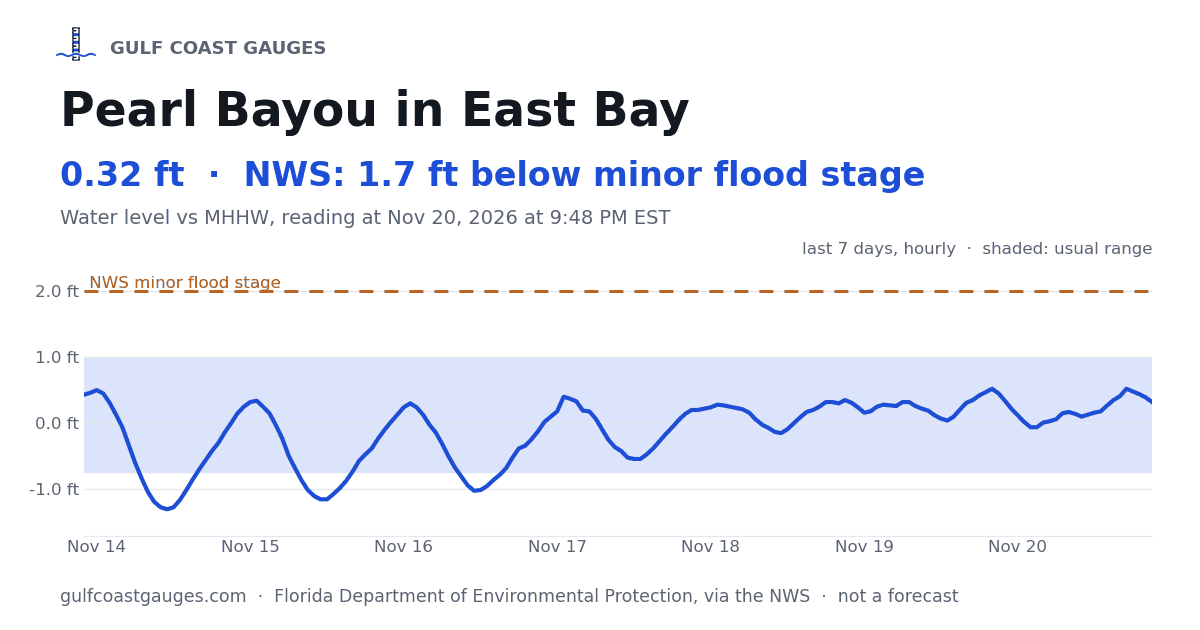 GULF COAST GAUGES
Pearl Bayou in East Bay
0.32 ft · NWS: 1.7 ft below minor flood stage
Water level vs MHHW, reading at Nov 20, 2026 at 9:48 PM EST
last 7 days, hourly · shaded: usual range
NWS minor flood stage
2.0 ft
1.0 ft
0.0 ft
-1.0 ft
Nov 14 Nov 15 Nov 16 Nov 17 Nov 18 Nov 19 Nov 20
gulfcoastgauges.com · Florida Department of Environmental Protection, via the NWS · not a forecast